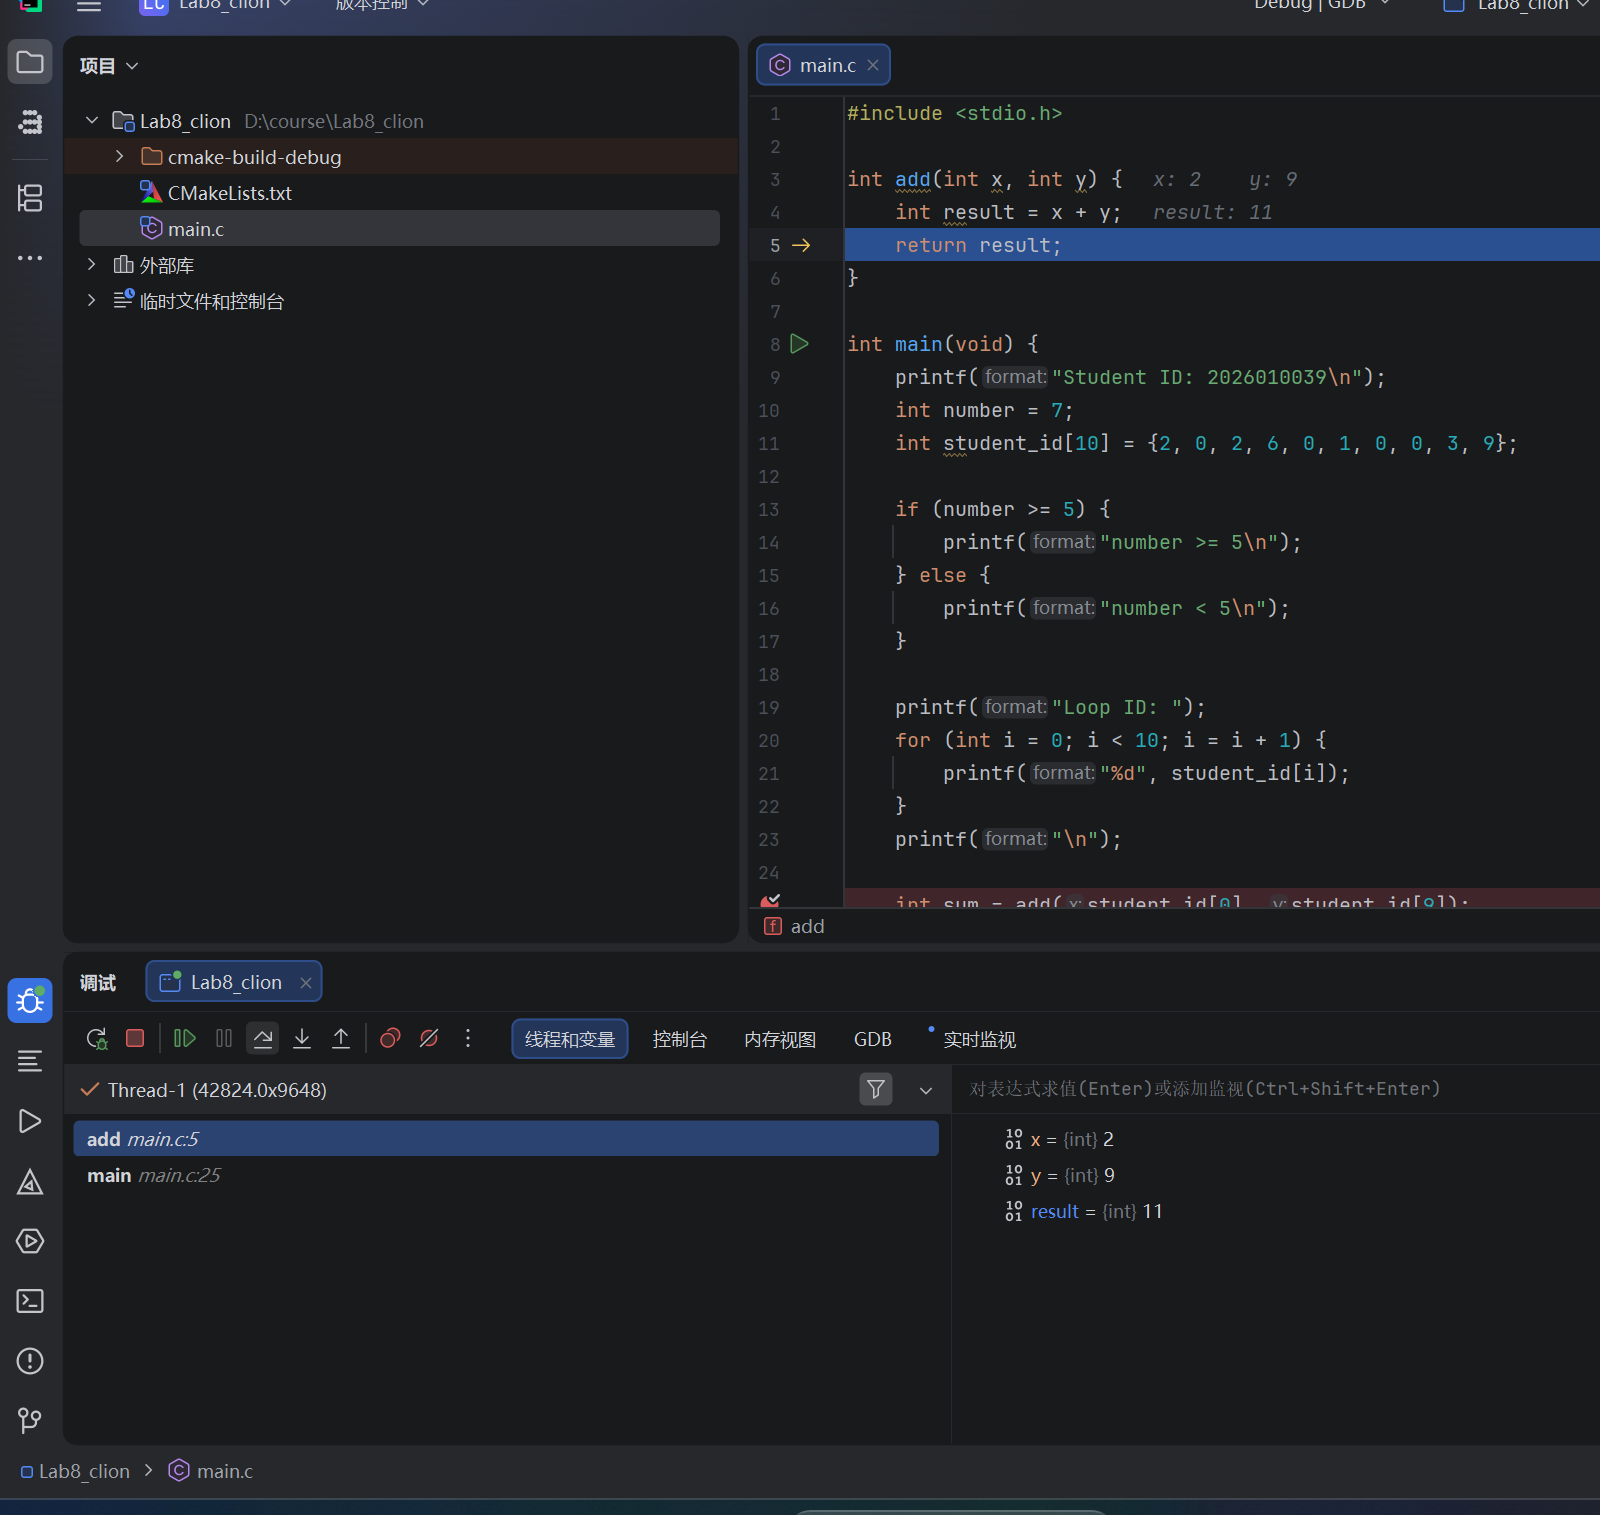 LC Lab8_clion 版本控制 Debug | GDB Lab8_clion
项目
Lab8_clion D:\course\Lab8_clion
cmake-build-debug
CMakeLists.txt
main.c
外部库
临时文件和控制台
main.c
1 #include <stdio.h>
2
3 int add(int x, int y) { x: 2 y: 9
4 int result = x + y; result: 11
5 return result;
6 }
7
8 int main(void) {
9 printf(format:"Student ID: 2026010039\n");
10 int number = 7;
11 int student_id[10] = {2, 0, 2, 6, 0, 1, 0, 0, 3, 9};
12
13 if (number >= 5) {
14 printf(format:"number >= 5\n");
15 } else {
16 printf(format:"number < 5\n");
17 }
18
19 printf(format:"Loop ID: ");
20 for (int i = 0; i < 10; i = i + 1) {
21 printf(format:"%d", student_id[i]);
22 }
23 printf(format:"\n");
24
int sum = add(x:student_id[0], y:student_id[9]);
f add
调试 Lab8_clion
线程和变量 控制台 内存视图 GDB 实时监视
Thread-1 (42824.0x9648)
add main.c:5
main main.c:25
对表达式求值(Enter)或添加监视(Ctrl+Shift+Enter)
x = {int} 2
y = {int} 9
result = {int} 11
Lab8_clion > main.c